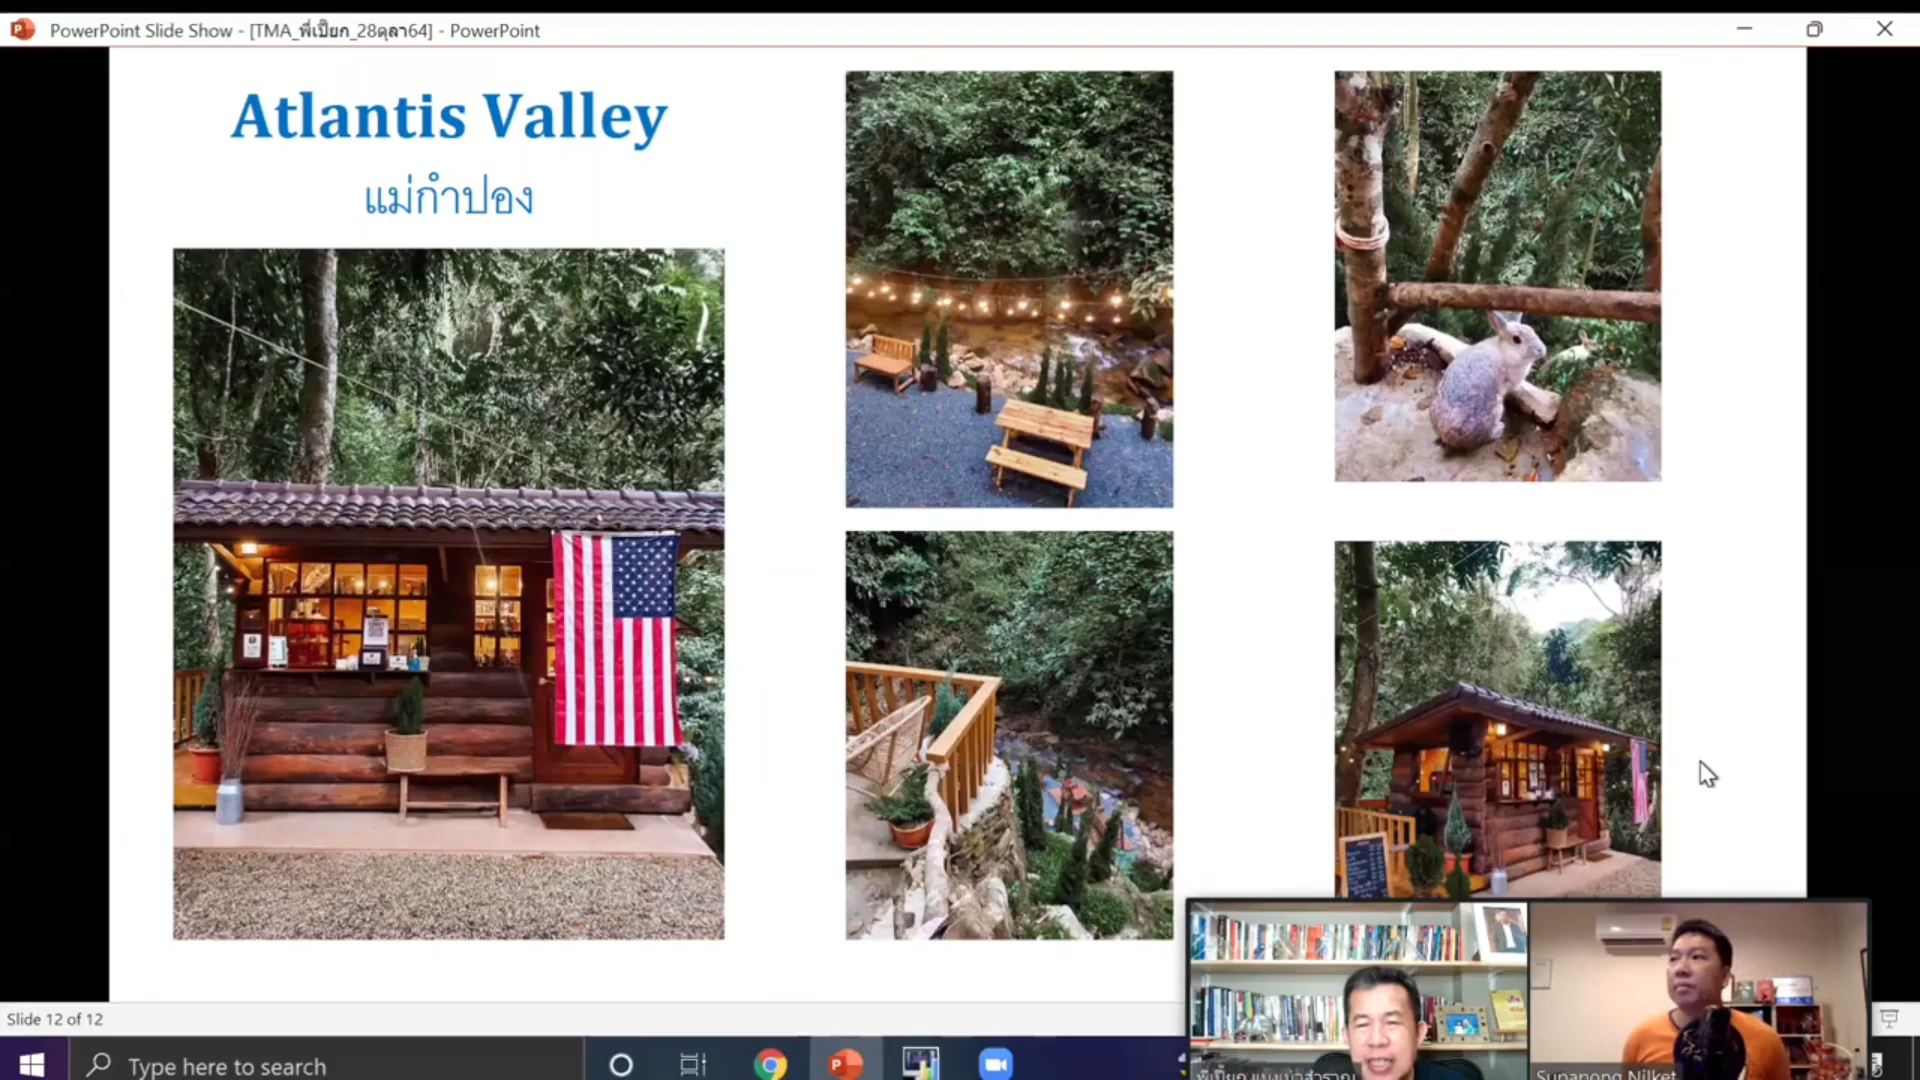 PowerPoint Slide Show - [TMA_พี่เปี๊ยก_28ตุลา64] - PowerPoint
Atlantis Valley
แม่กำปอง
Slide 12 of 12
Type here to search
Supapong Nilket